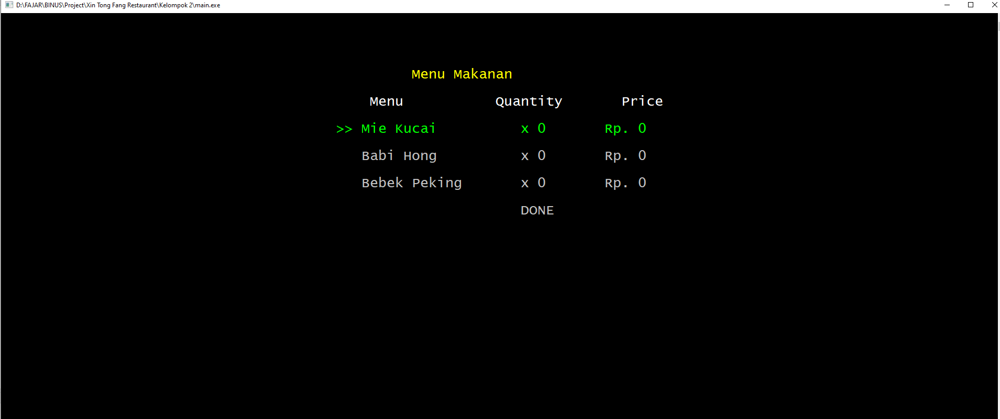 D:\FAJAR\BINUS\Project\Xin Tong Fang Restaurant\Kelompok 2\main.exe
Menu Makanan
Menu Quantity Price
>> Mie Kucai x 0 Rp. 0
Babi Hong x 0 Rp. 0
Bebek Peking x 0 Rp. 0
DONE